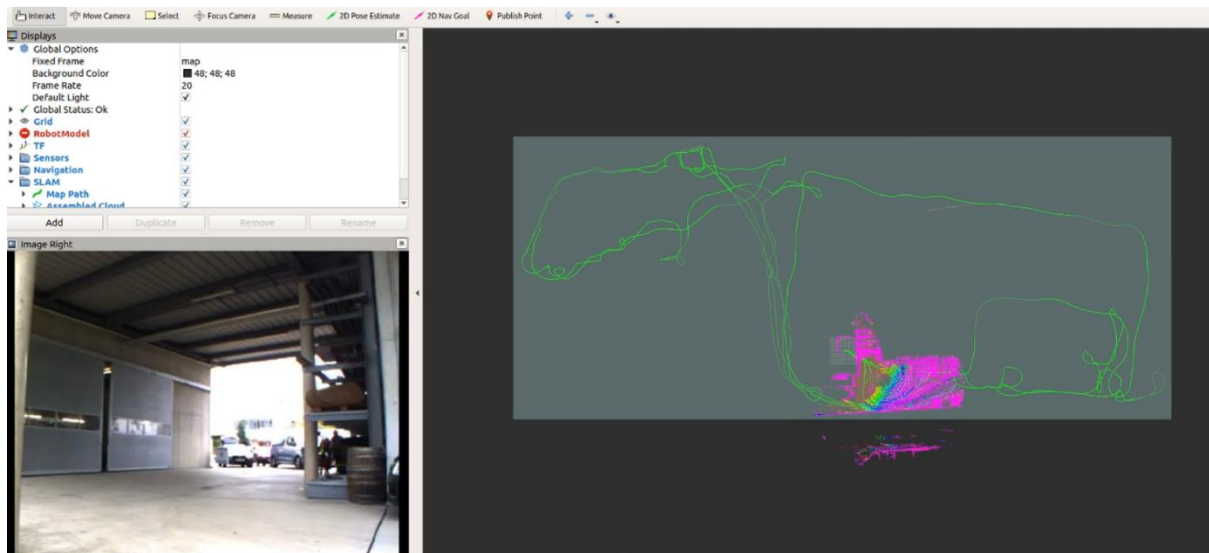 Interact Move Camera Select Focus Camera Measure 2D Pose Estimate 2D Nav Goal Publish Point
Displays
Global Options
Fixed Frame map
Background Color 48; 48; 48
Frame Rate 20
Default Light
Global Status: Ok
Grid
RobotModel
TF
Sensors
Navigation
SLAM
Map Path
Assembled Cloud
Add Duplicate Remove Rename
Image Right